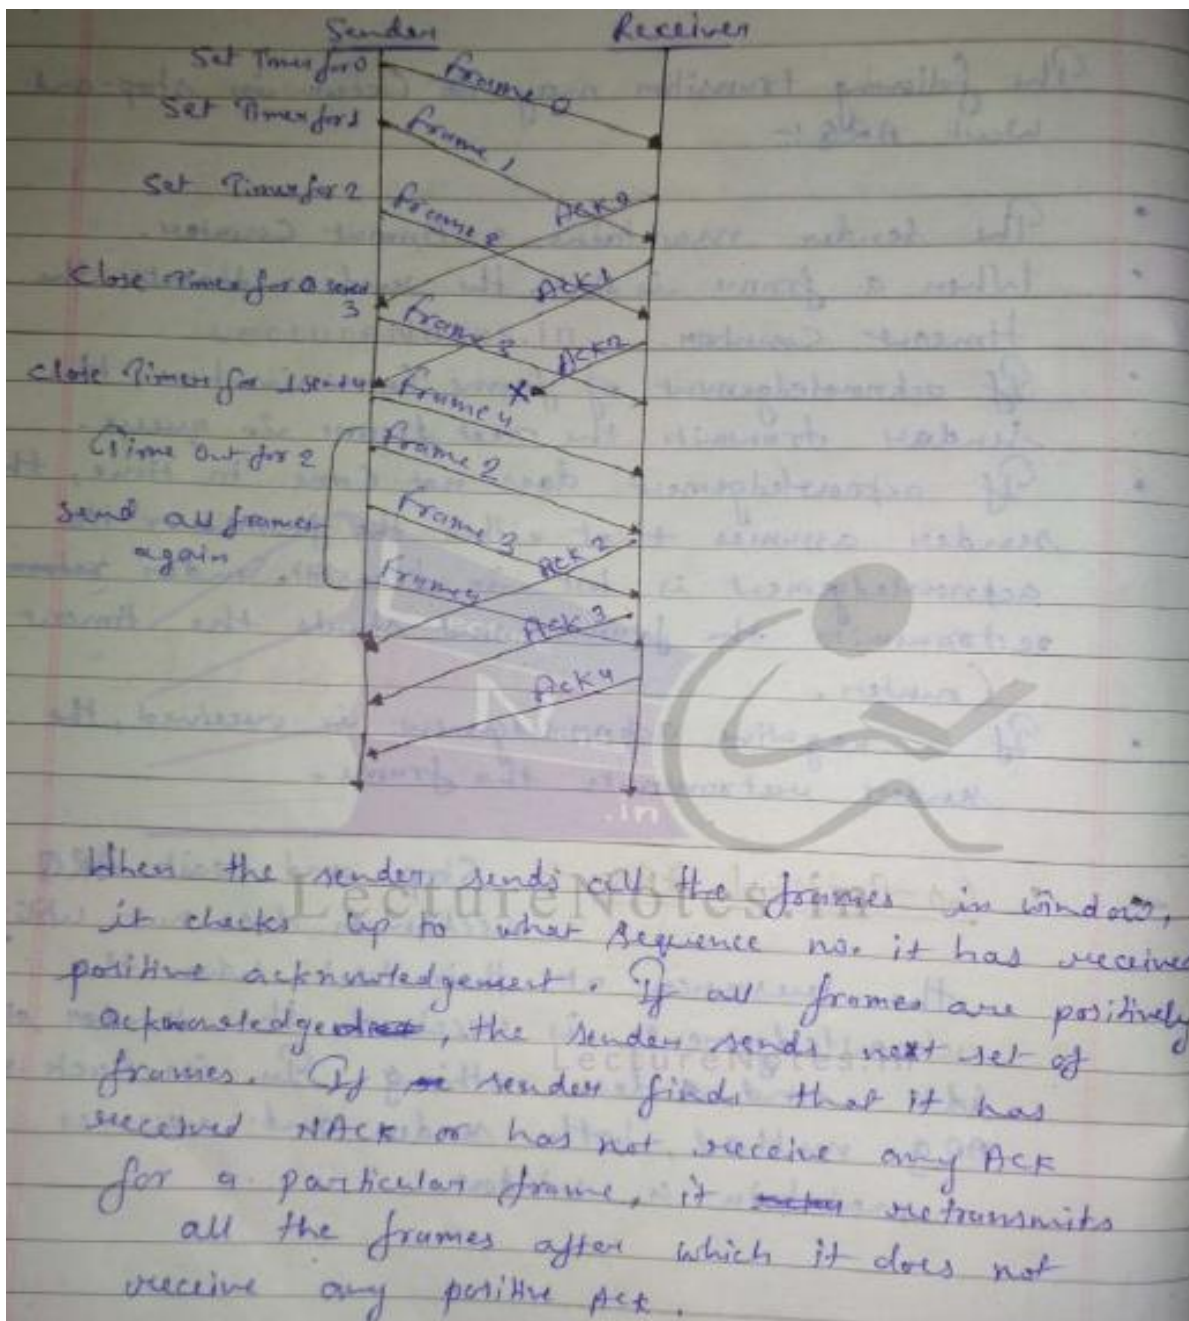 Sender Receiver
Set Timer for 0
Frame 0
Set Timer for 1
Frame 1
Set Timer for 2
Frame 2
Ack 0
Close Timer for 0 send
3
Ack 1
Frame 3
Ack 2
Close Timer for 1 send 4
Frame 4
Time Out for 2
Frame 2
Send all frames
again
Frame 3
Ack 2
Frame 4
Ack 3
Ack 4
.in
When the sender sends all the frames in window,
LectureNotes.in
it checks up to what sequence no. it has receives
positive acknowledgement. If all frames are positively
acknowledged, the sender sends next set of
LectureNotes.in
frames. If sender finds that it has
received NAck or has not receive any Ack
for a particular frame, it retransmits
all the frames after which it does not
receive any positive Ack.